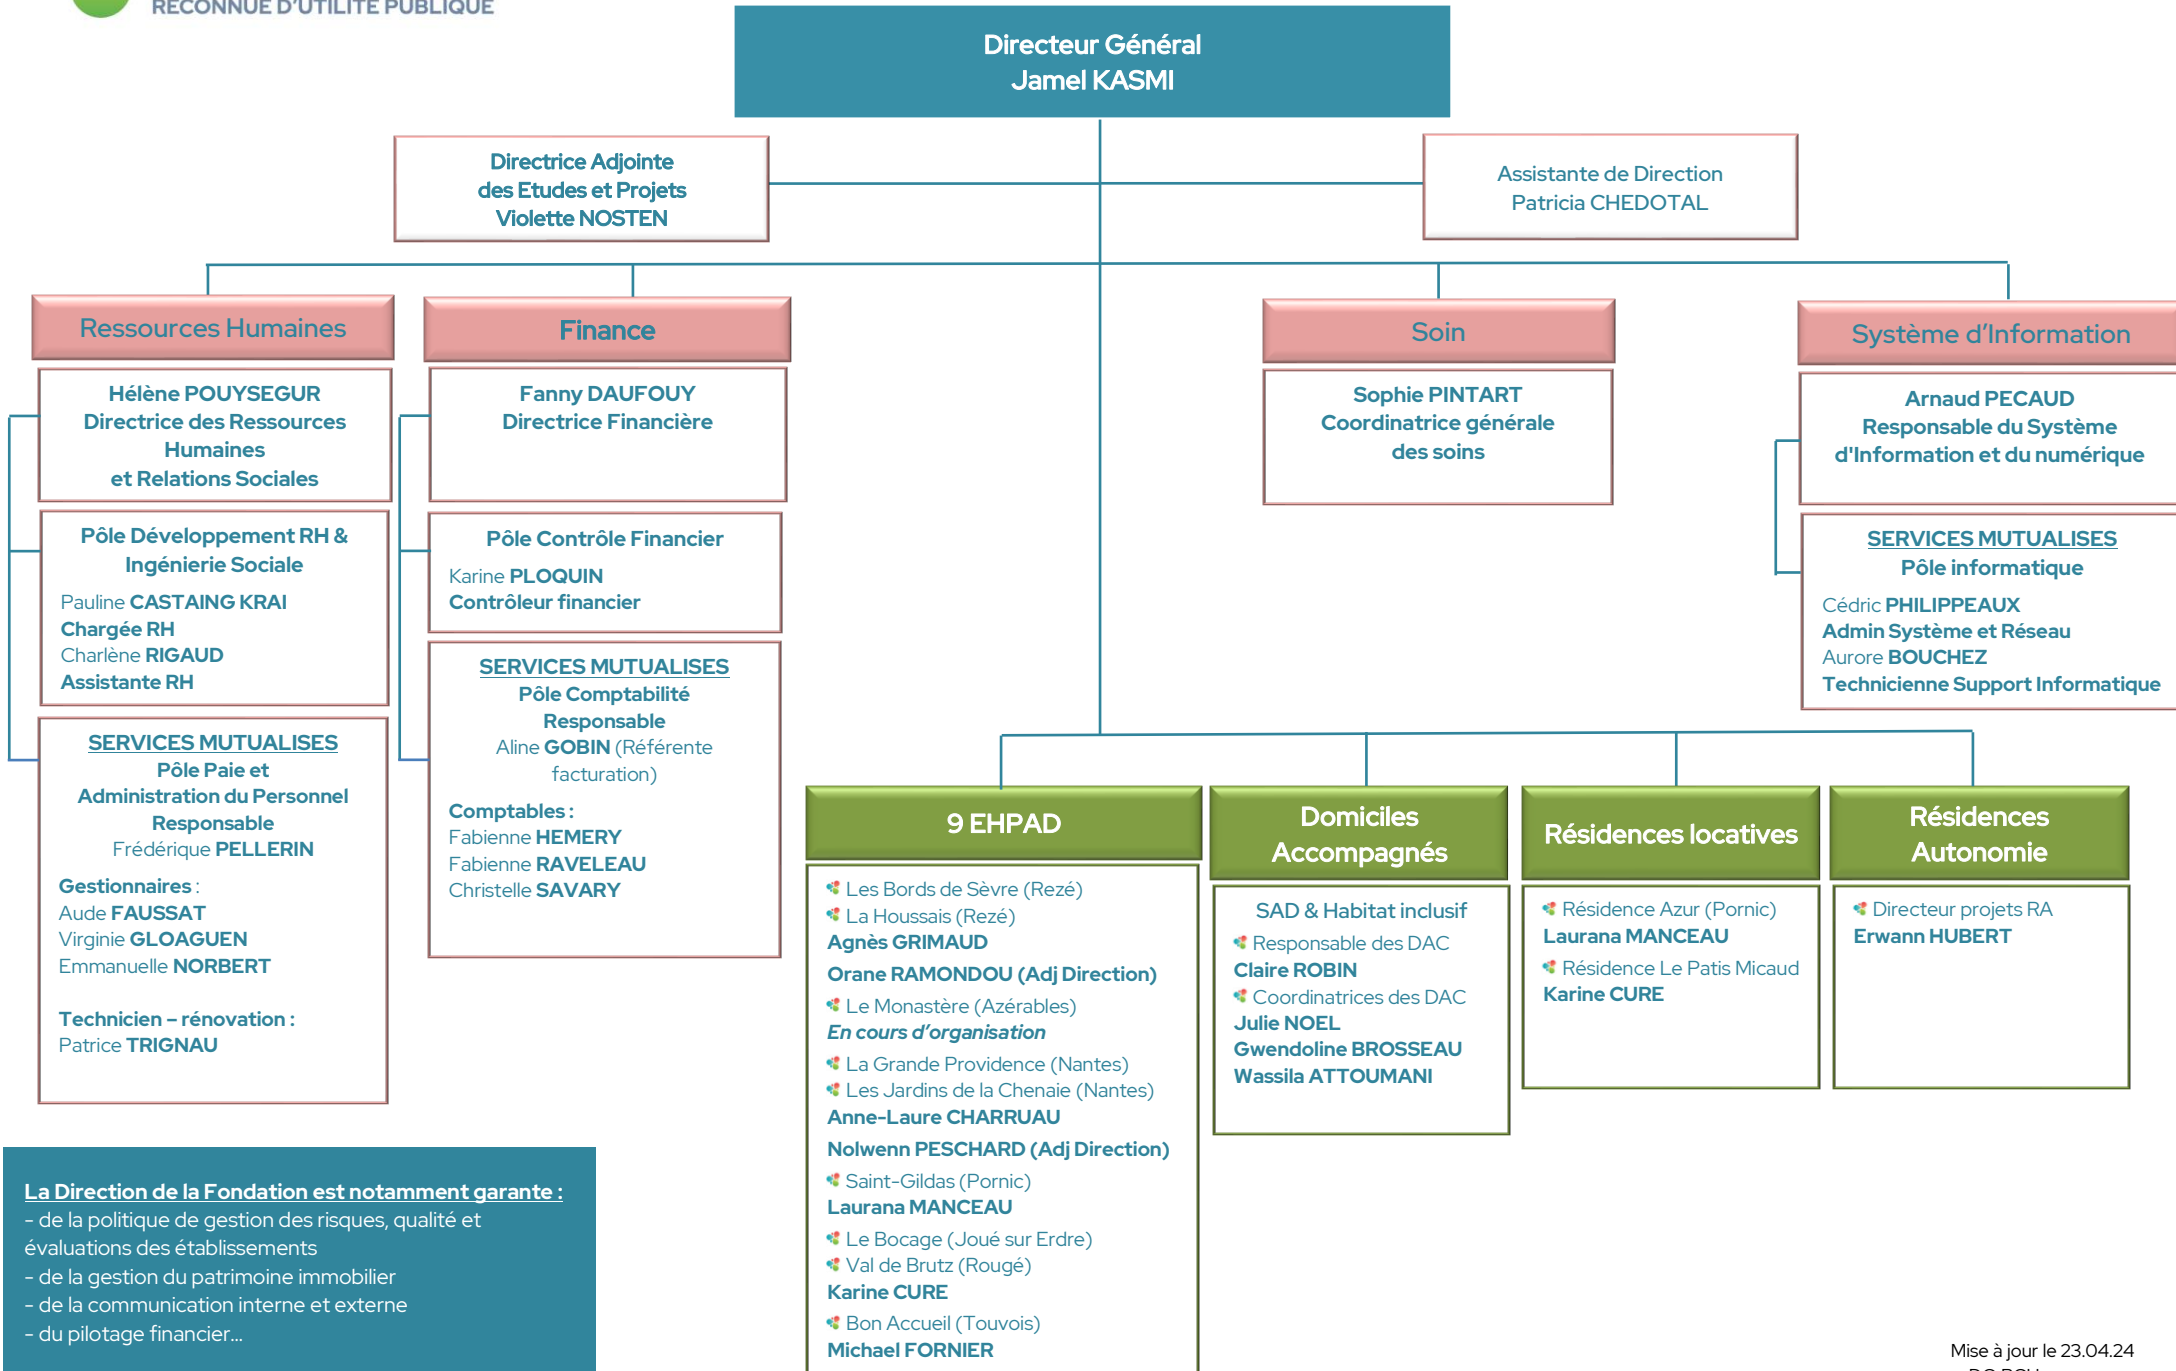 RECONNUE D'UTILITE PUBLIQUE
Directeur Général
Jamel KASMI
Directrice Adjointe
des Etudes et Projets
Violette NOSTEN
Assistante de Direction
Patricia CHEDOTAL
Ressources Humaines
Hélène POUYSEGUR
Directrice des Ressources
Humaines
et Relations Sociales
Pôle Développement RH &
Ingénierie Sociale
Pauline CASTAING KRAI
Chargée RH
Charlène RIGAUD
Assistante RH
SERVICES MUTUALISES
Pôle Paie et
Administration du Personnel
Responsable
Frédérique PELLERIN
Gestionnaires :
Aude FAUSSAT
Virginie GLOAGUEN
Emmanuelle NORBERT
Technicien – rénovation :
Patrice TRIGNAU
Finance
Fanny DAUFOUY
Directrice Financière
Pôle Contrôle Financier
Karine PLOQUIN
Contrôleur financier
SERVICES MUTUALISES
Pôle Comptabilité
Responsable
Aline GOBIN (Référente
facturation)
Comptables :
Fabienne HEMERY
Fabienne RAVELEAU
Christelle SAVARY
Soin
Sophie PINTART
Coordinatrice générale
des soins
Système d'Information
Arnaud PECAUD
Responsable du Système
d'Information et du numérique
SERVICES MUTUALISES
Pôle informatique
Cédric PHILIPPEAUX
Admin Système et Réseau
Aurore BOUCHEZ
Technicienne Support Informatique
9 EHPAD
Les Bords de Sèvre (Rezé)
La Houssais (Rezé)
Agnès GRIMAUD
Orane RAMONDOU (Adj Direction)
Le Monastère (Azérables)
En cours d'organisation
La Grande Providence (Nantes)
Les Jardins de la Chenaie (Nantes)
Anne-Laure CHARRUAU
Nolwenn PESCHARD (Adj Direction)
Saint-Gildas (Pornic)
Laurana MANCEAU
Le Bocage (Joué sur Erdre)
Val de Brutz (Rougé)
Karine CURE
Bon Accueil (Touvois)
Michael FORNIER
Domiciles
Accompagnés
SAD & Habitat inclusif
Responsable des DAC
Claire ROBIN
Coordinatrices des DAC
Julie NOEL
Gwendoline BROSSEAU
Wassila ATTOUMANI
Résidences locatives
Résidence Azur (Pornic)
Laurana MANCEAU
Résidence Le Patis Micaud
Karine CURE
Résidences
Autonomie
Directeur projets RA
Erwann HUBERT
La Direction de la Fondation est notamment garante :
- de la politique de gestion des risques, qualité et
évaluations des établissements
- de la gestion du patrimoine immobilier
- de la communication interne et externe
- du pilotage financier...
Mise à jour le 23.04.24